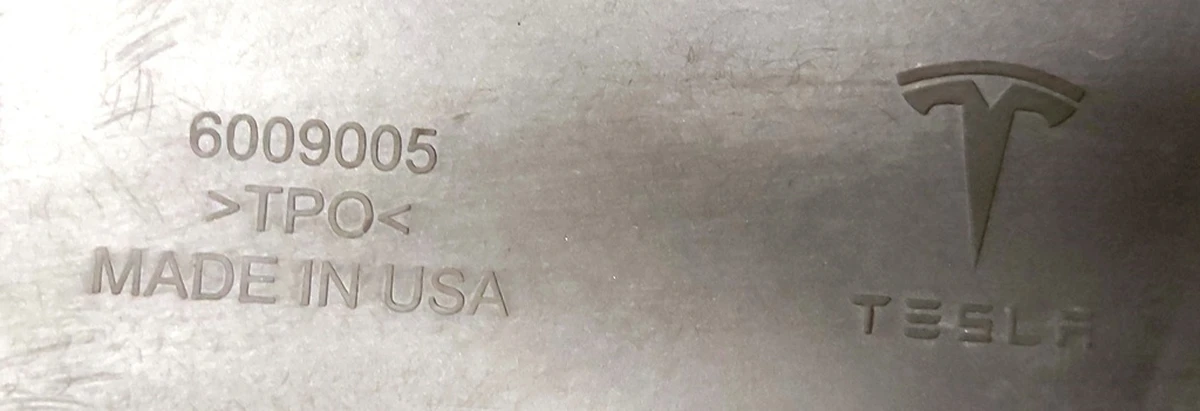 6009005
>TPO<
MADE IN USA
TESLA